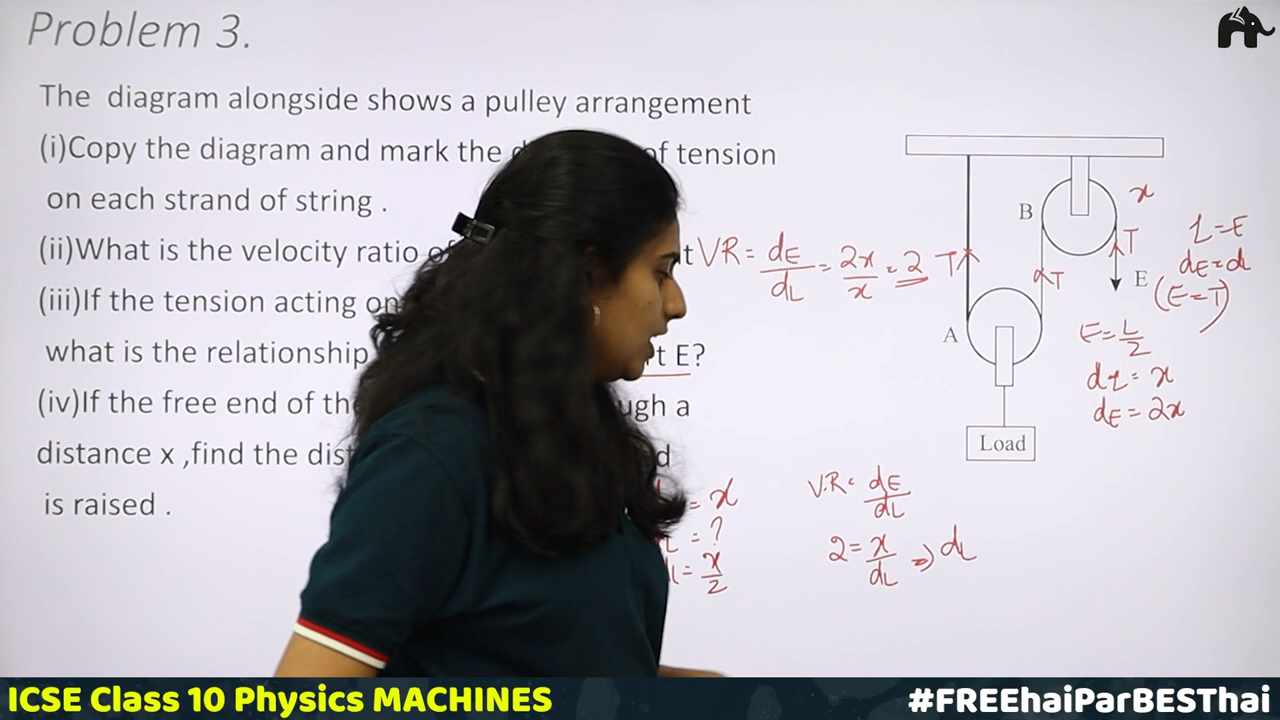 Problem 3.
The diagram alongside shows a pulley arrangement
(i)Copy the diagram and mark the of tension
on each strand of string .
(ii)What is the velocity ratio of t
VR = dE/dL = 2x/x = 2
(iii)If the tension acting on
what is the relationship t E?
(iv)If the free end of the ugh a
distance x ,find the dis d
is raised .
= x
= ?
= x/2
V.R = dE/dL
2 = x/dL => dL
B
x
T
T
T
E
A
Load
L = E
dE = dL
(E = T)
E = L/2
dL = x
dE = 2x
ICSE Class 10 Physics MACHINES
#FREEhaiParBESThai